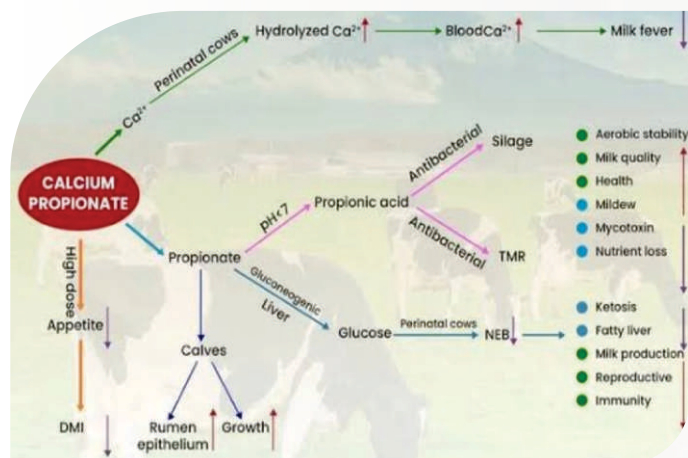 Hydrolyzed Ca²⁺
BloodCa²⁺
Milk fever
Perinatal cows
Ca²⁺
CALCIUM
PROPIONATE
High dose
Appetite
DMI
Propionate
pH<7
Propionic acid
Antibacterial
Silage
Antibacterial
TMR
Gluconeogenic
Liver
Glucose
Perinatal cows
NEB
Calves
Rumen
epithelium
Growth
Aerobic stability
Milk quality
Health
Mildew
Mycotoxin
Nutrient loss
Ketosis
Fatty liver
Milk production
Reproductive
Immunity